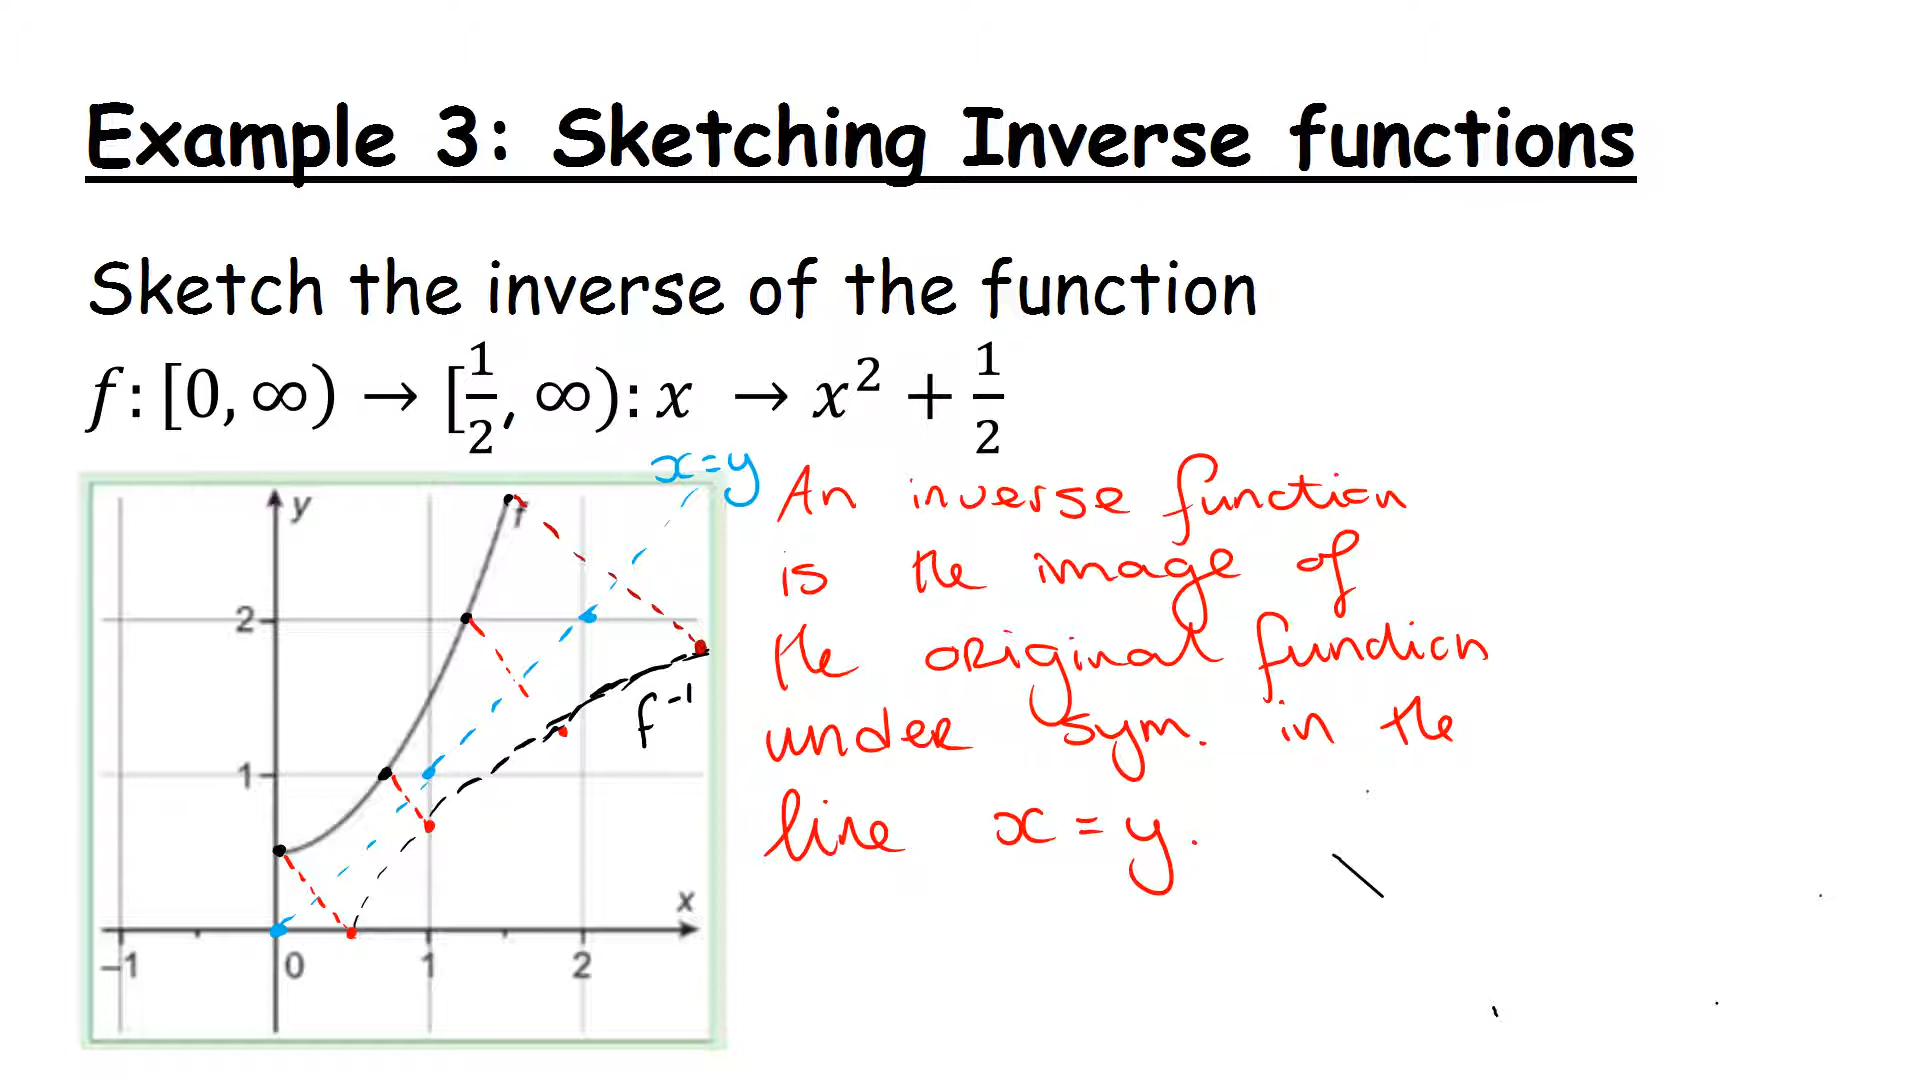 Example 3: Sketching Inverse functions
Sketch the inverse of the function
f: [0, ∞) → [1/2, ∞): x → x² + 1/2
x=y
An inverse function
is the image of
the original function
under sym. in the
line x = y.
y
f
2
1
f⁻¹
x
-1
0
1
2